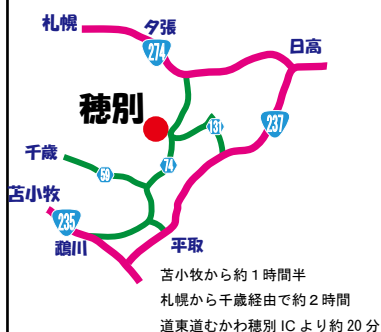 札幌
夕張
274
日高
穂別
131
237
千歳
59
74
苫小牧
235
鵡川
平取
苫小牧から約１時間半
札幌から千歳経由で約２時間
道東道むかわ穂別 IC より約 20 分